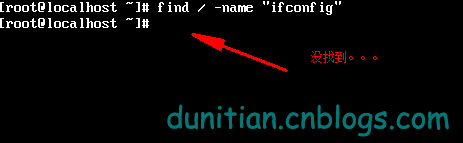 [root@localhost ~]# find / -name "ifconfig"
[root@localhost ~]#
没找到。。。
dunitian.cnblogs.com